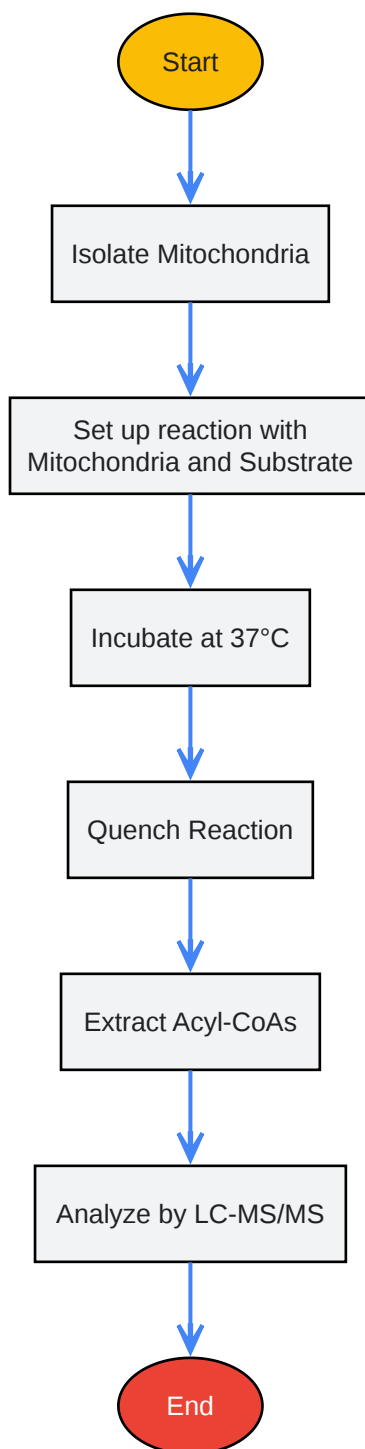 Start
Isolate Mitochondria
Set up reaction with
Mitochondria and Substrate
Incubate at 37°C
Quench Reaction
Extract Acyl-CoAs
Analyze by LC-MS/MS
End